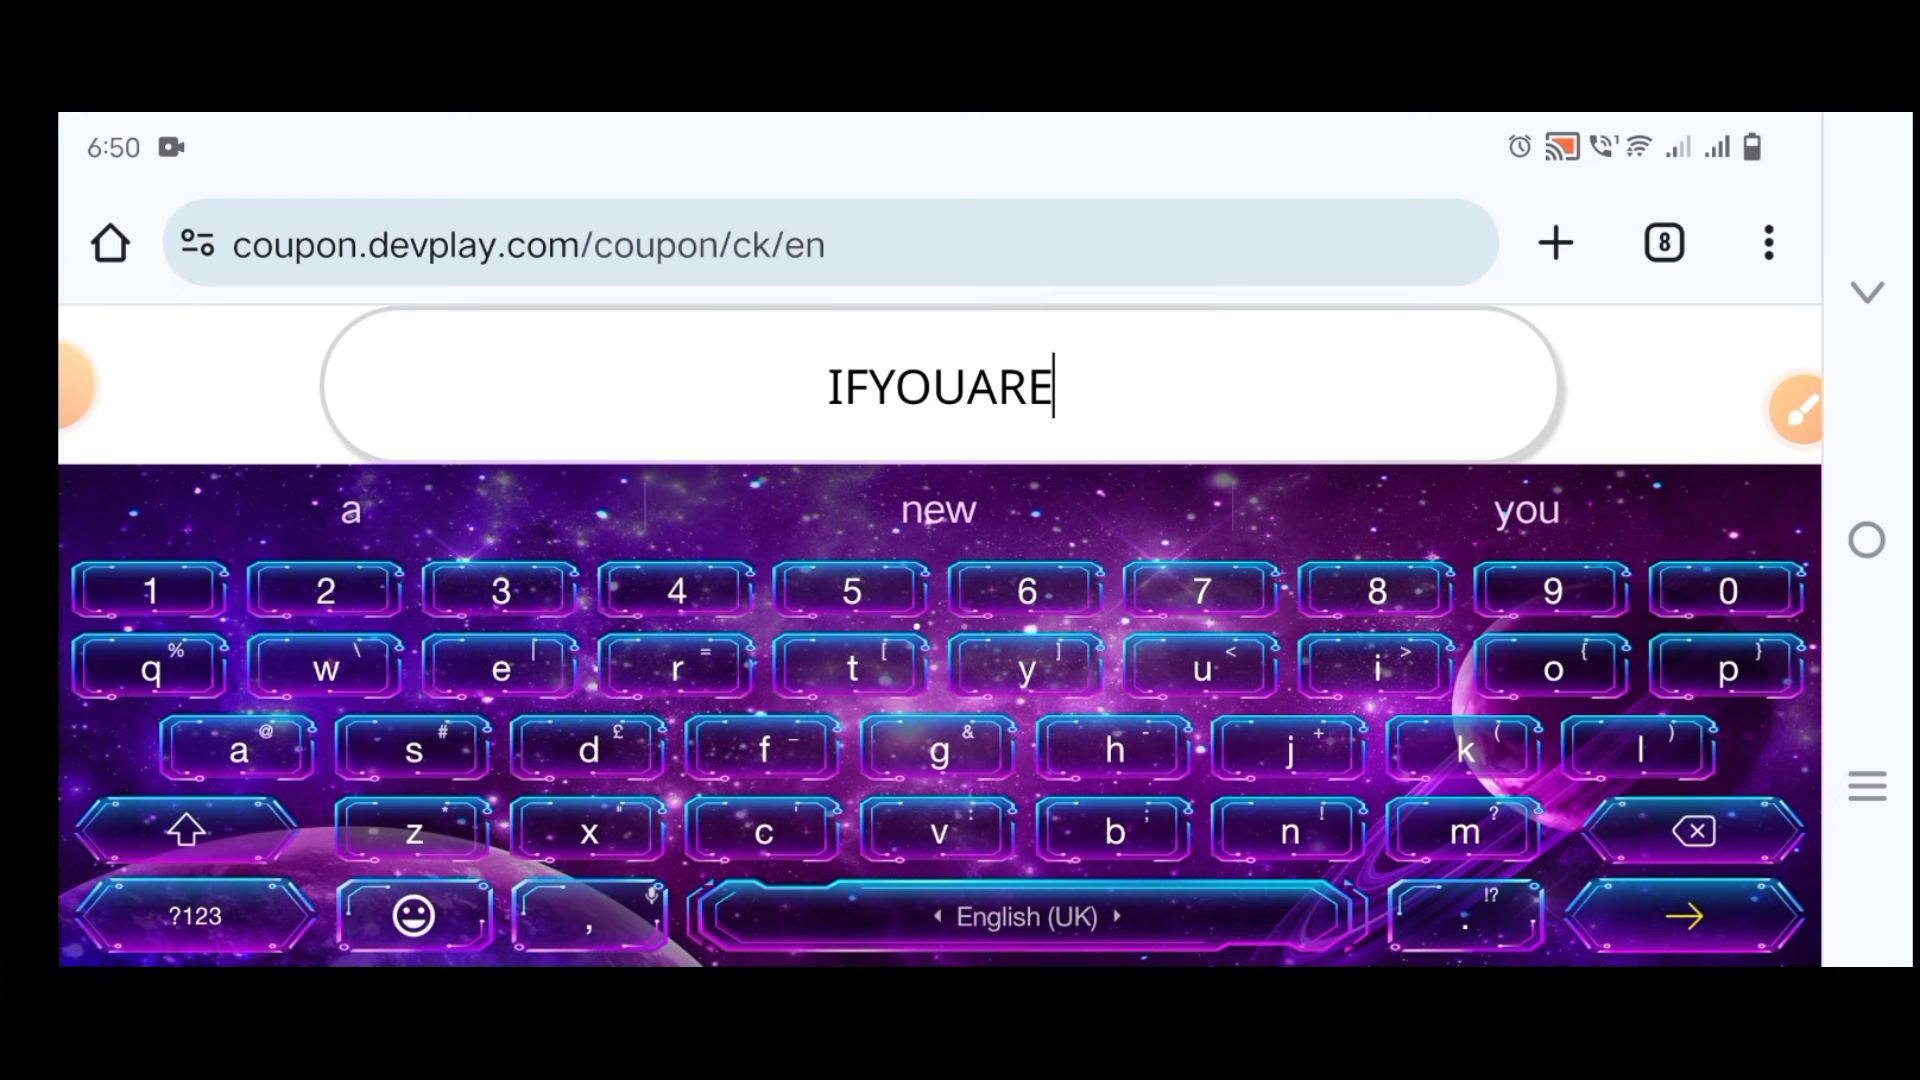 6:50
coupon.devplay.com/coupon/ck/en
8
IFYOUARE
a new you
1 2 3 4 5 6 7 8 9 0
q % w \ e | r = t [ y ] u < i > o { p }
a @ s # d £ f _ g & h - j + k ( l )
z * x " c ' v : b ; n ! m ?
?123 , English (UK) . !?